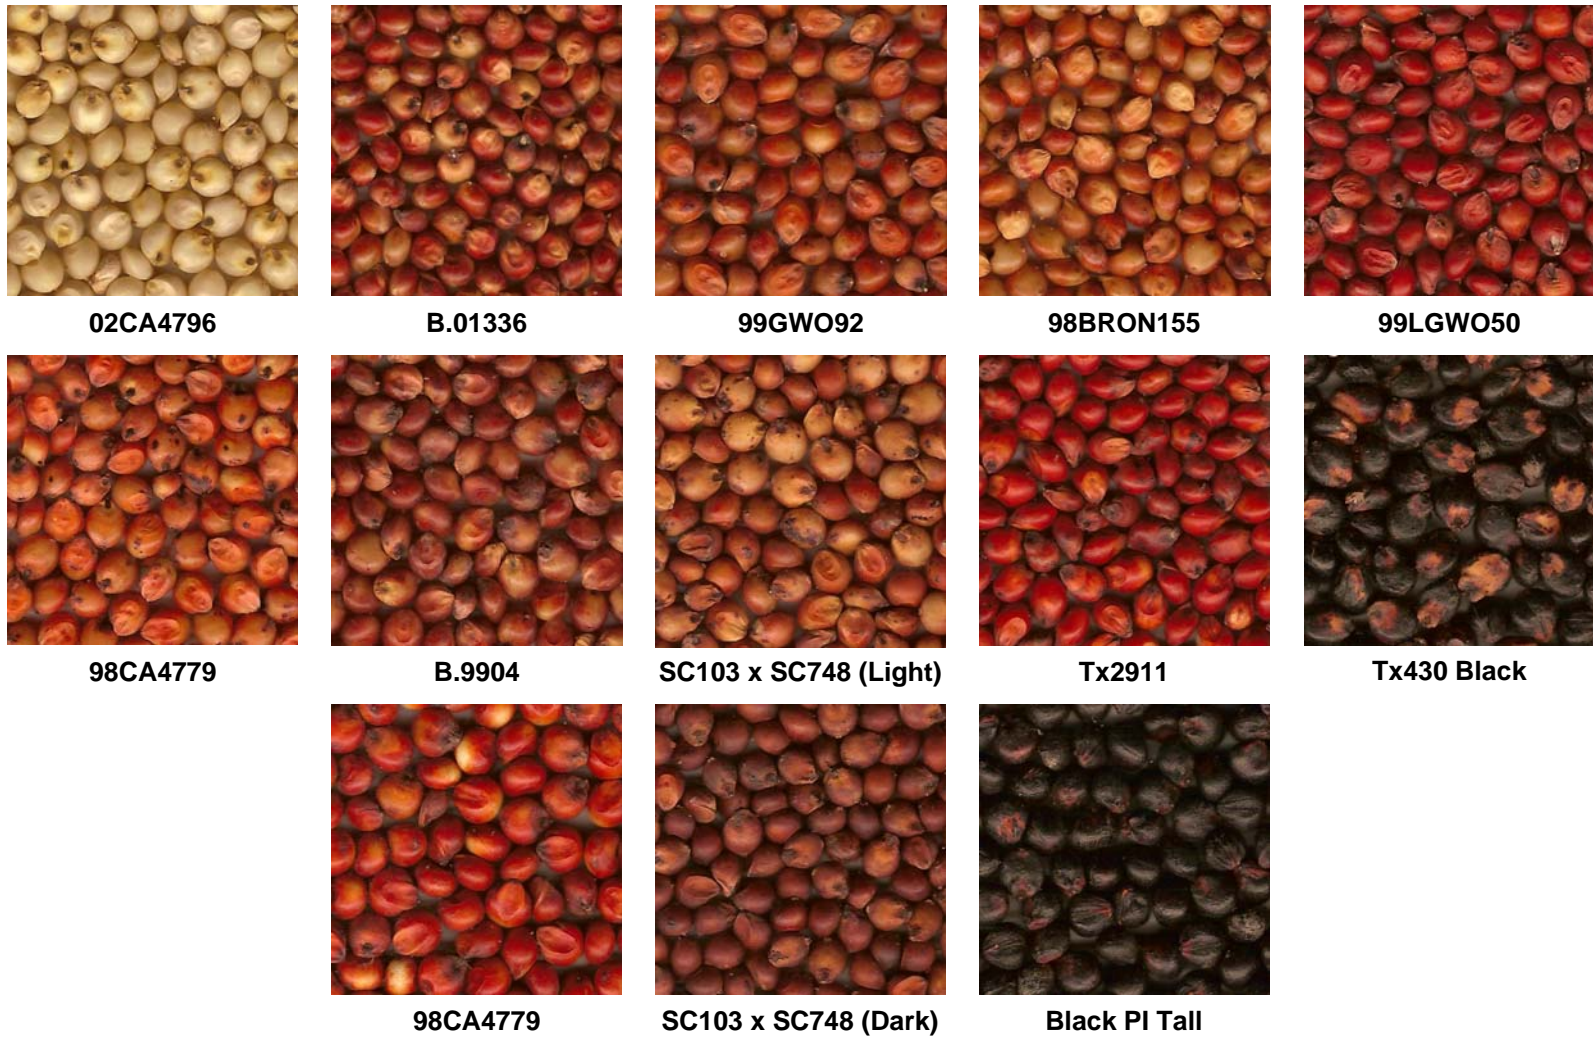 02CA4796
B.01336
99GWO92
98BRON155
99LGWO50
98CA4779
B.9904
SC103 x SC748 (Light)
Tx2911
Tx430 Black
98CA4779
SC103 x SC748 (Dark)
Black PI Tall